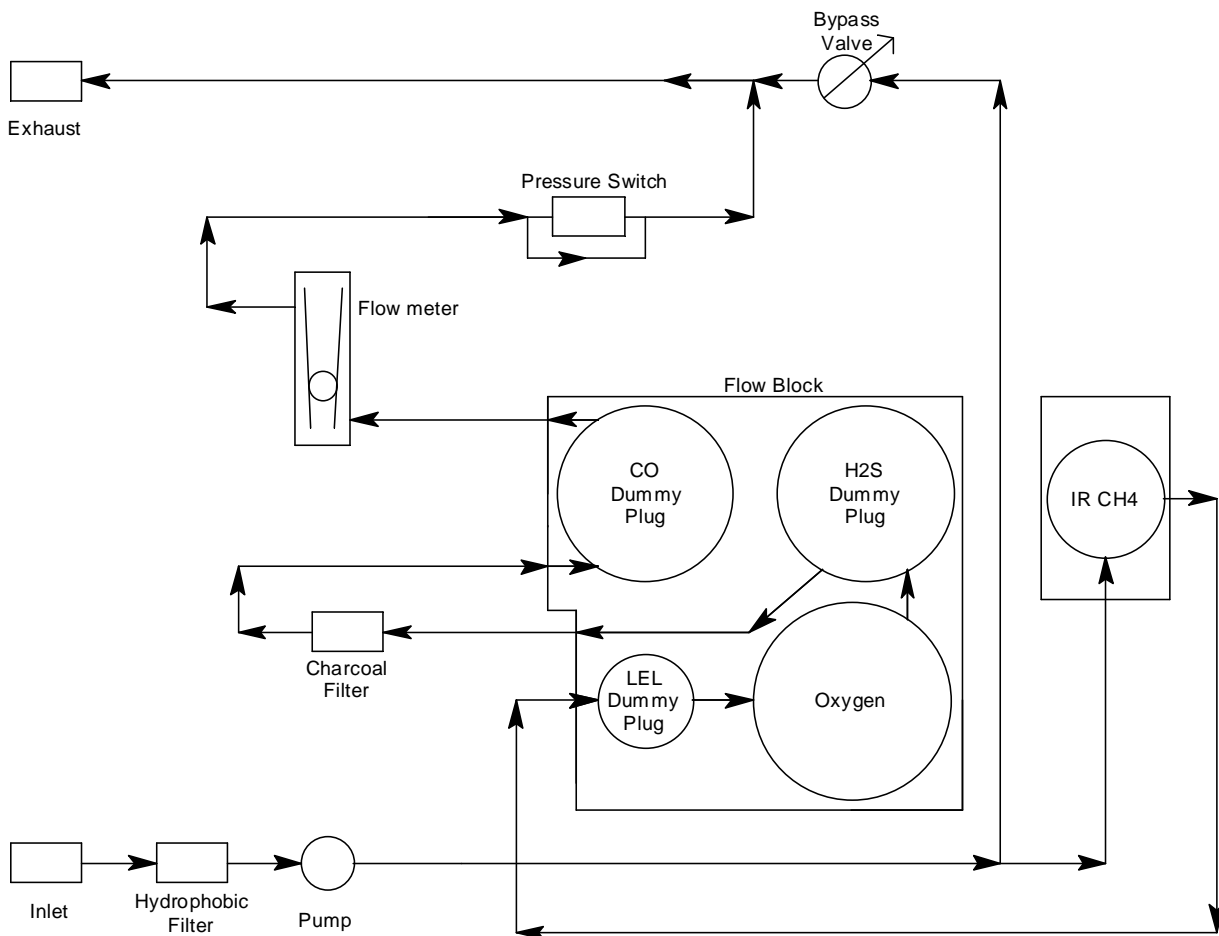 Bypass
Valve
Exhaust
Pressure Switch
Flow meter
Flow Block
CO
Dummy
Plug
H2S
Dummy
Plug
IR CH4
Charcoal
Filter
LEL
Dummy
Plug
Oxygen
Inlet
Hydrophobic
Filter
Pump